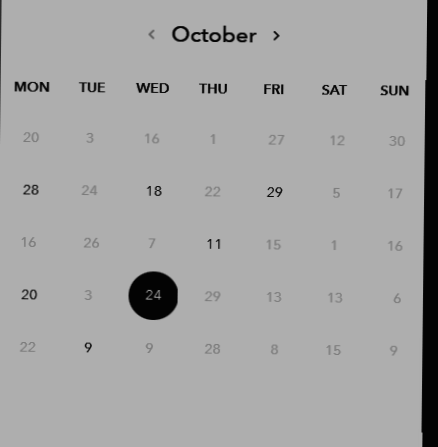 ‹ October ›
MON TUE WED THU FRI SAT SUN
20 3 16 1 27 12 30
28 24 18 22 29 5 17
16 26 7 11 15 1 16
20 3 24 29 13 13 6
22 9 9 28 8 15 9